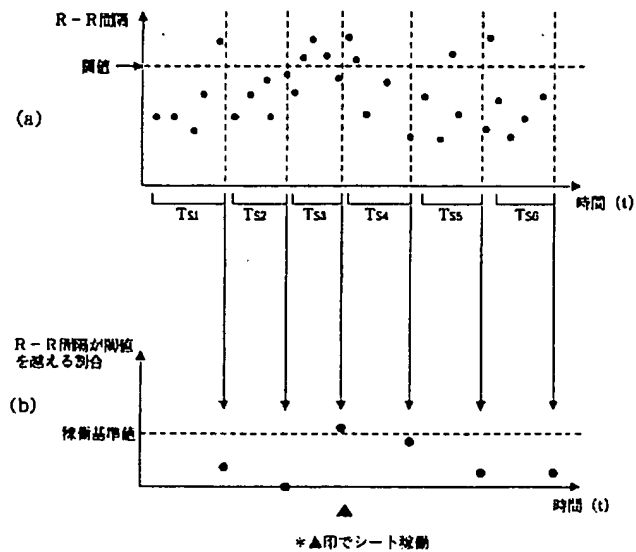 R－R間隔
閾値
(a)
TS1 TS2 TS3 TS4 TS5 TS6
時間 (t)
R－R間隔が閾値
を越える割合
(b)
稼働基準値
時間 (t)
＊▲印でシート稼働